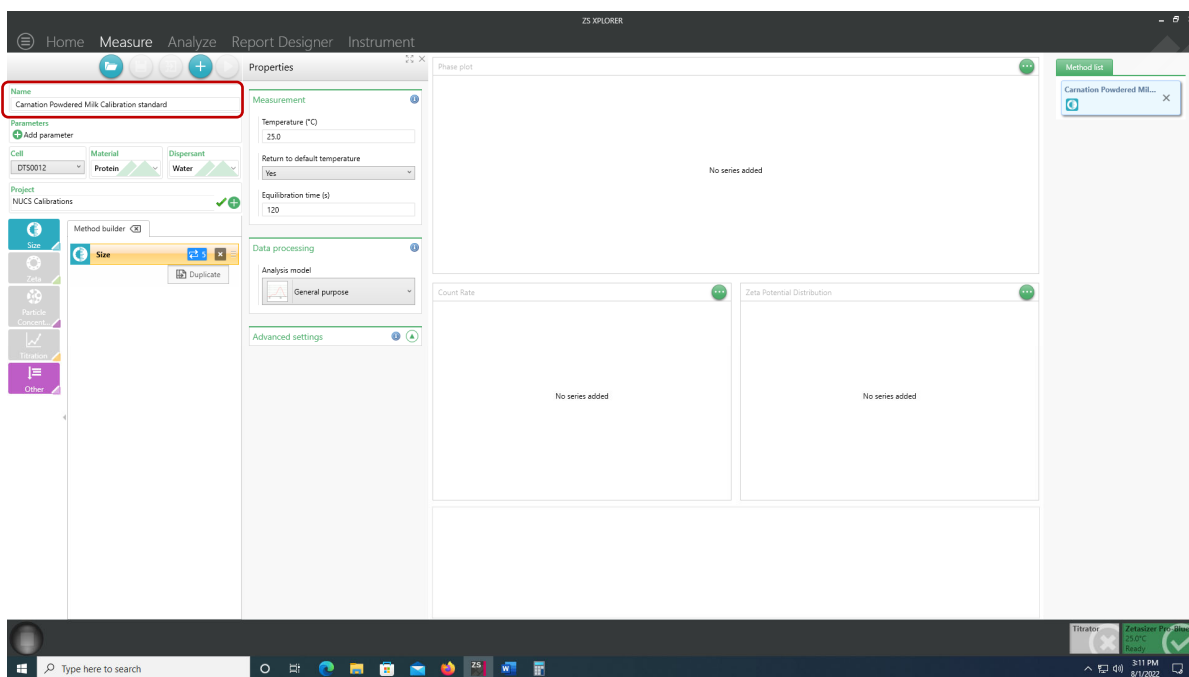 ZS XPLORER
Home Measure Analyze Report Designer Instrument
Name
Carnation Powdered Milk Calibration standard
Parameters
Add parameter
Cell Material Dispersant
DTS0012 Protein Water
Project
NUCS Calibrations
Size
Zeta
Particle
Concent...
Titration
Other
Method builder
Size 5
Duplicate
Properties
Measurement
Temperature (°C)
25.0
Return to default temperature
Yes
Equilibration time (s)
120
Data processing
Analysis model
General purpose
Advanced settings
Phase plot
No series added
Count Rate
No series added
Zeta Potential Distribution
No series added
Method list
Carnation Powdered Mil...
Titrator
Zetasizer Pro-Blue
25.0°C
Ready
Type here to search
ZS
W
3:11 PM
8/1/2022